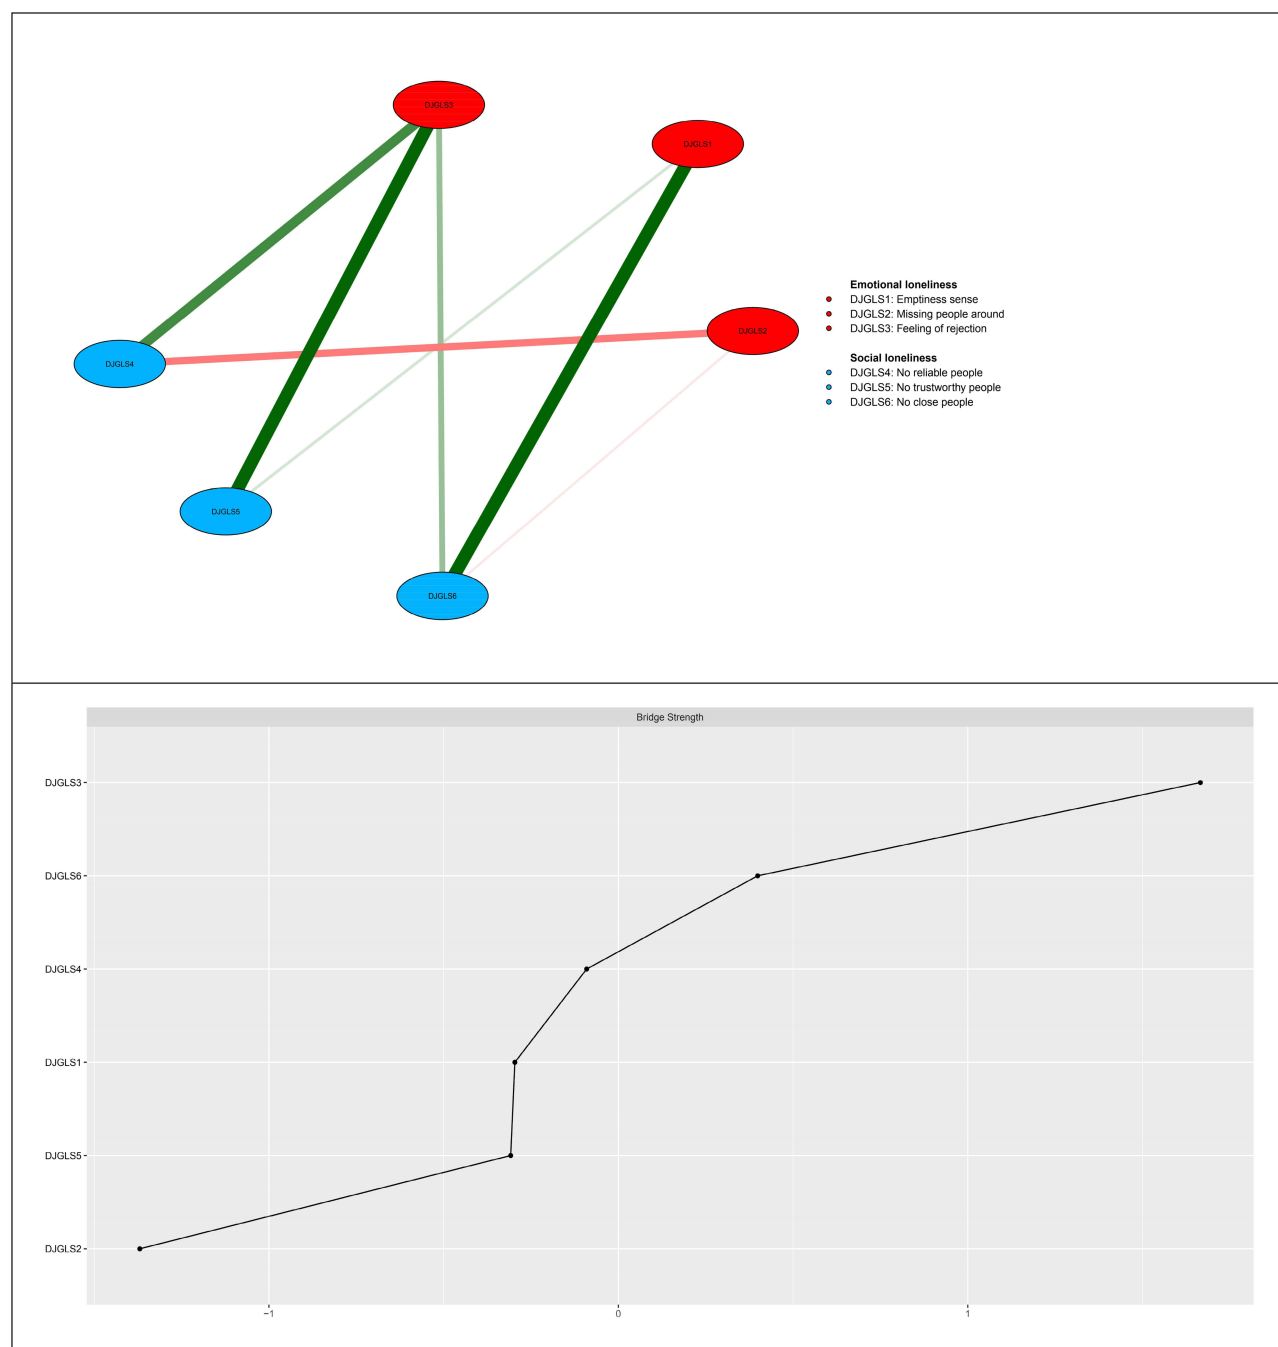 DJGLS3
DJGLS1
DJGLS2
DJGLS4
DJGLS5
DJGLS6
Emotional loneliness
DJGLS1: Emptiness sense
DJGLS2: Missing people around
DJGLS3: Feeling of rejection
Social loneliness
DJGLS4: No reliable people
DJGLS5: No trustworthy people
DJGLS6: No close people
Bridge Strength
DJGLS3
DJGLS6
DJGLS4
DJGLS1
DJGLS5
DJGLS2
−1 0 1